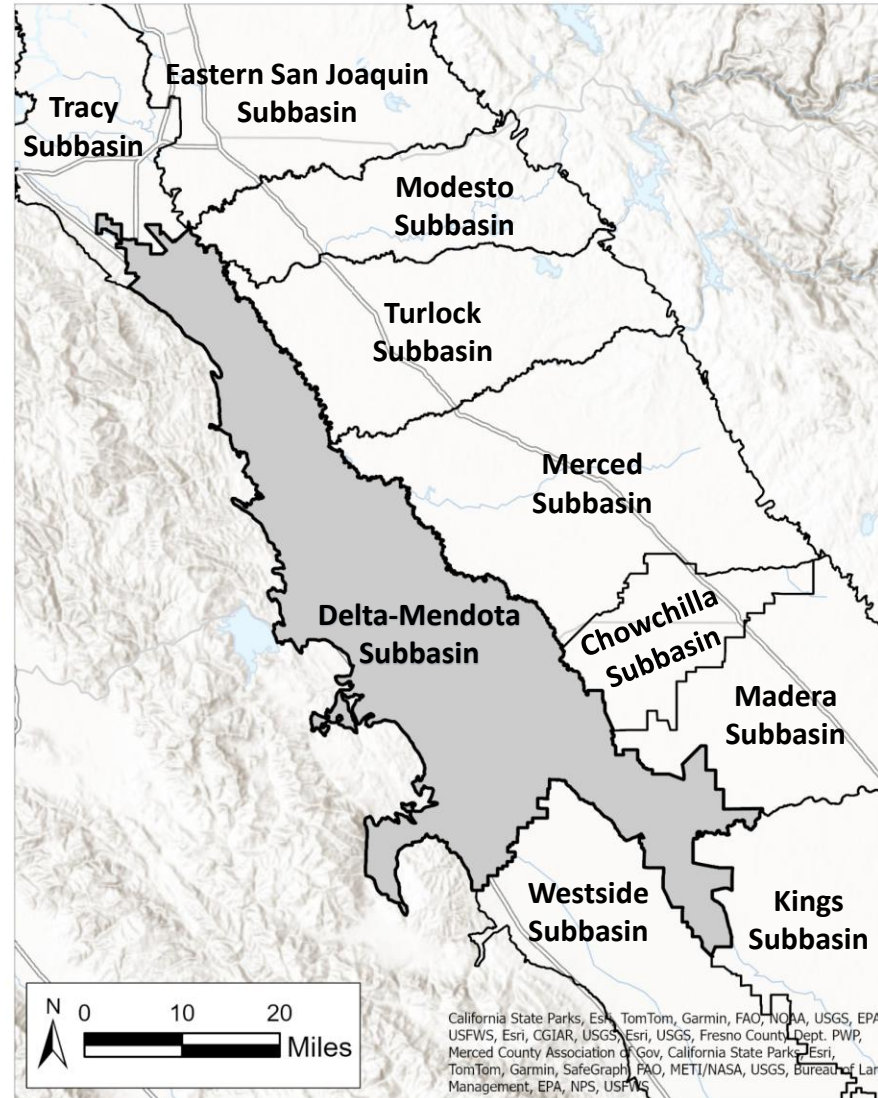 Eastern San Joaquin
Subbasin
Tracy
Subbasin
Modesto
Subbasin
Turlock
Subbasin
Merced
Subbasin
Delta-Mendota
Subbasin
Chowchilla
Subbasin
Madera
Subbasin
Westside
Subbasin
Kings
Subbasin
N
0 10 20
Miles
California State Parks, Esri, TomTom, Garmin, FAO, NOAA, USGS, EPA,
USFWS, Esri, CGIAR, USGS, Esri, USGS, Fresno County Dept. PWP,
Merced County Association of Gov, California State Parks, Esri,
TomTom, Garmin, SafeGraph, FAO, METI/NASA, USGS, Bureau of Lan
Management, EPA, NPS, USFWS